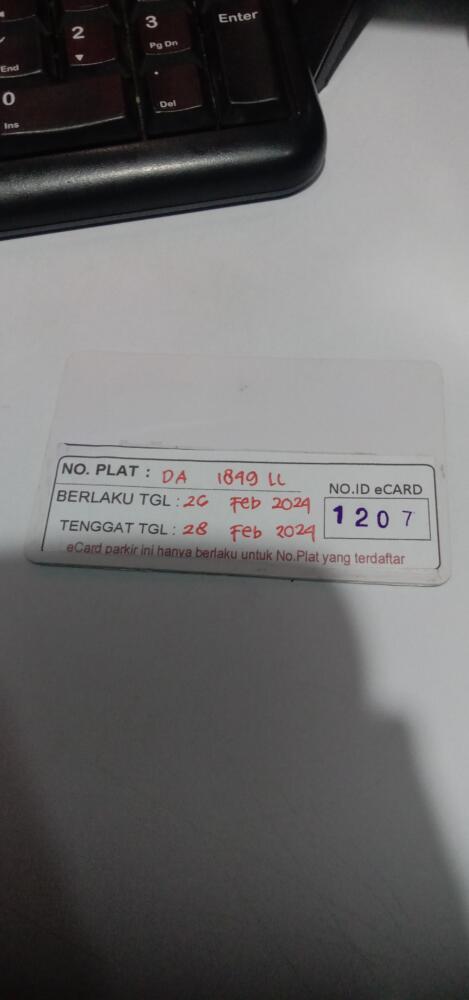 Enter
2
3
Pg Dn
End
0
Ins
.
Del
NO. PLAT : DA 1849 LL
BERLAKU TGL : 26 Feb 2024
TENGGAT TGL : 28 Feb 2024
NO.ID eCARD
1207
eCard parkir ini hanya berlaku untuk No.Plat yang terdaftar